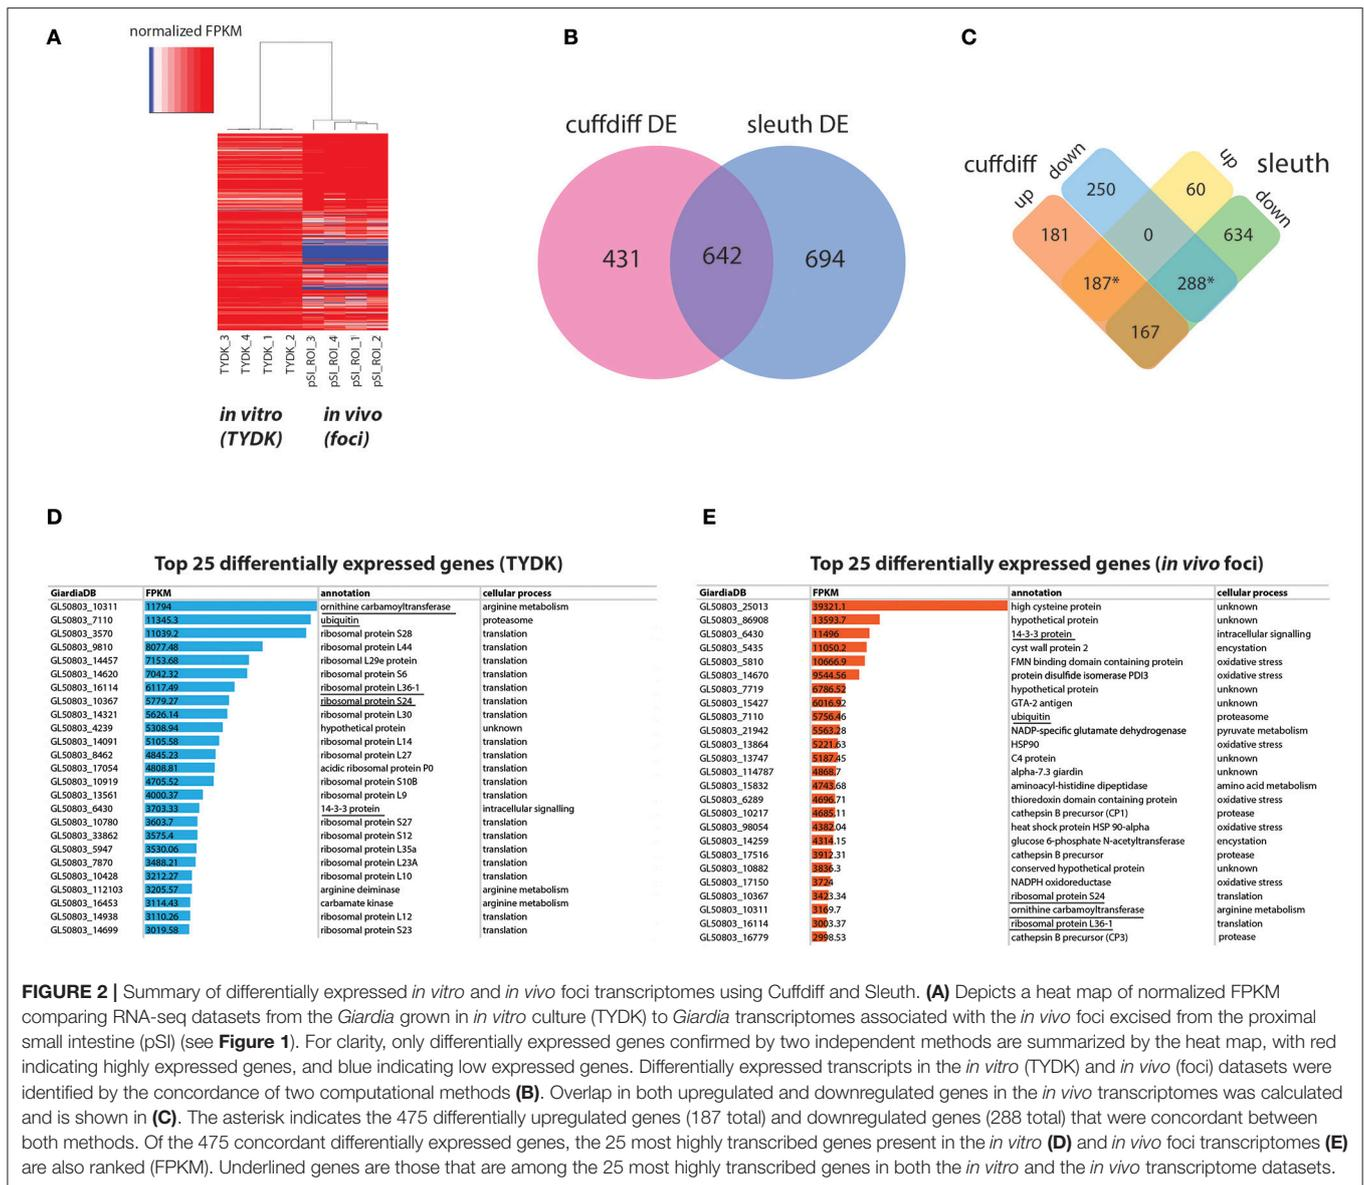 A
normalized FPKM
TYDK_3
TYDK_4
TYDK_1
TYDK_2
pSI_ROI_3
pSI_ROI_4
pSI_ROI_1
pSI_ROI_2
in vitro
(TYDK)
in vivo
(foci)
B
cuffdiff DE
sleuth DE
431
642
694
C
cuffdiff
sleuth
up
down
up
down
250
60
181
0
634
187*
288*
167
D
Top 25 differentially expressed genes (TYDK)
GiardiaDB FPKM annotation cellular process
GL50803_10311 11794 ornithine carbamoyltransferase arginine metabolism
GL50803_7110 11345.3 ubiquitin proteasome
GL50803_3570 11039.2 ribosomal protein S28 translation
GL50803_9810 8077.48 ribosomal protein L44 translation
GL50803_14457 7153.68 ribosomal L29e protein translation
GL50803_14620 7042.32 ribosomal protein S6 translation
GL50803_16114 6117.49 ribosomal protein L36-1 translation
GL50803_10367 5779.27 ribosomal protein S24 translation
GL50803_14321 5626.14 ribosomal protein L30 translation
GL50803_4239 5308.94 hypothetical protein unknown
GL50803_14091 5105.58 ribosomal protein L14 translation
GL50803_8462 4845.23 ribosomal protein L27 translation
GL50803_17054 4808.81 acidic ribosomal protein P0 translation
GL50803_10919 4705.52 ribosomal protein S10B translation
GL50803_13561 4000.37 ribosomal protein L9 translation
GL50803_6430 3703.33 14-3-3 protein intracellular signalling
GL50803_10780 3603.7 ribosomal protein S27 translation
GL50803_33862 3575.4 ribosomal protein S12 translation
GL50803_5947 3530.06 ribosomal protein L35a translation
GL50803_7870 3488.21 ribosomal protein L23A translation
GL50803_10428 3212.27 ribosomal protein L10 translation
GL50803_112103 3205.57 arginine deiminase arginine metabolism
GL50803_16453 3114.43 carbamate kinase arginine metabolism
GL50803_14938 3110.26 ribosomal protein L12 translation
GL50803_14699 3019.58 ribosomal protein S23 translation
E
Top 25 differentially expressed genes (in vivo foci)
GiardiaDB FPKM annotation cellular process
GL50803_25013 39321.1 high cysteine protein unknown
GL50803_86908 13593.7 hypothetical protein unknown
GL50803_6430 11496 14-3-3 protein intracellular signalling
GL50803_5435 11050.2 cyst wall protein 2 encystation
GL50803_5810 10666.9 FMN binding domain containing protein oxidative stress
GL50803_14670 9544.56 protein disulfide isomerase PDI3 oxidative stress
GL50803_7719 6786.52 hypothetical protein unknown
GL50803_15427 6016.92 GTA-2 antigen unknown
GL50803_7110 5756.46 ubiquitin proteasome
GL50803_21942 5563.28 NADP-specific glutamate dehydrogenase pyruvate metabolism
GL50803_13864 5221.63 HSP90 oxidative stress
GL50803_13747 5187.45 C4 protein unknown
GL50803_114787 4868.7 alpha-7.3 giardin unknown
GL50803_15832 4743.68 aminoacyl-histidine dipeptidase amino acid metabolism
GL50803_6289 4696.71 thioredoxin domain containing protein oxidative stress
GL50803_10217 4685.11 cathepsin B precursor (CP1) protease
GL50803_98054 4382.04 heat shock protein HSP 90-alpha oxidative stress
GL50803_14259 4314.15 glucose 6-phosphate N-acetyltransferase encystation
GL50803_17516 3912.31 cathepsin B precursor protease
GL50803_10882 3836.3 conserved hypothetical protein unknown
GL50803_17150 3724 NADPH oxidoreductase oxidative stress
GL50803_10367 3423.34 ribosomal protein S24 translation
GL50803_10311 3169.7 ornithine carbamoyltransferase arginine metabolism
GL50803_16114 3003.37 ribosomal protein L36-1 translation
GL50803_16779 2998.53 cathepsin B precursor (CP3) protease
FIGURE 2 | Summary of differentially expressed in vitro and in vivo foci transcriptomes using Cuffdiff and Sleuth. (A) Depicts a heat map of normalized FPKM
comparing RNA-seq datasets from the Giardia grown in in vitro culture (TYDK) to Giardia transcriptomes associated with the in vivo foci excised from the proximal
small intestine (pSI) (see Figure 1). For clarity, only differentially expressed genes confirmed by two independent methods are summarized by the heat map, with red
indicating highly expressed genes, and blue indicating low expressed genes. Differentially expressed transcripts in the in vitro (TYDK) and in vivo (foci) datasets were
identified by the concordance of two computational methods (B). Overlap in both upregulated and downregulated genes in the in vivo transcriptomes was calculated
and is shown in (C). The asterisk indicates the 475 differentially upregulated genes (187 total) and downregulated genes (288 total) that were concordant between
both methods. Of the 475 concordant differentially expressed genes, the 25 most highly transcribed genes present in the in vitro (D) and in vivo foci transcriptomes (E)
are also ranked (FPKM). Underlined genes are those that are among the 25 most highly transcribed genes in both the in vitro and the in vivo transcriptome datasets.